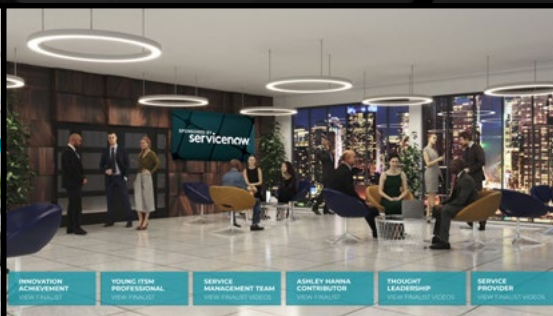 SPONSORED BY
servicenow
INNOVATION
ACHIEVEMENT
VIEW FINALIST
YOUNG ITSM
PROFESSIONAL
VIEW FINALIST
SERVICE
MANAGEMENT TEAM
VIEW FINALIST VIDEOS
ASHLEY HANNA
CONTRIBUTOR
VIEW FINALIST
THOUGHT
LEADERSHIP
VIEW FINALIST VIDEOS
SERVICE
PROVIDER
VIEW FINALIST VIDEOS